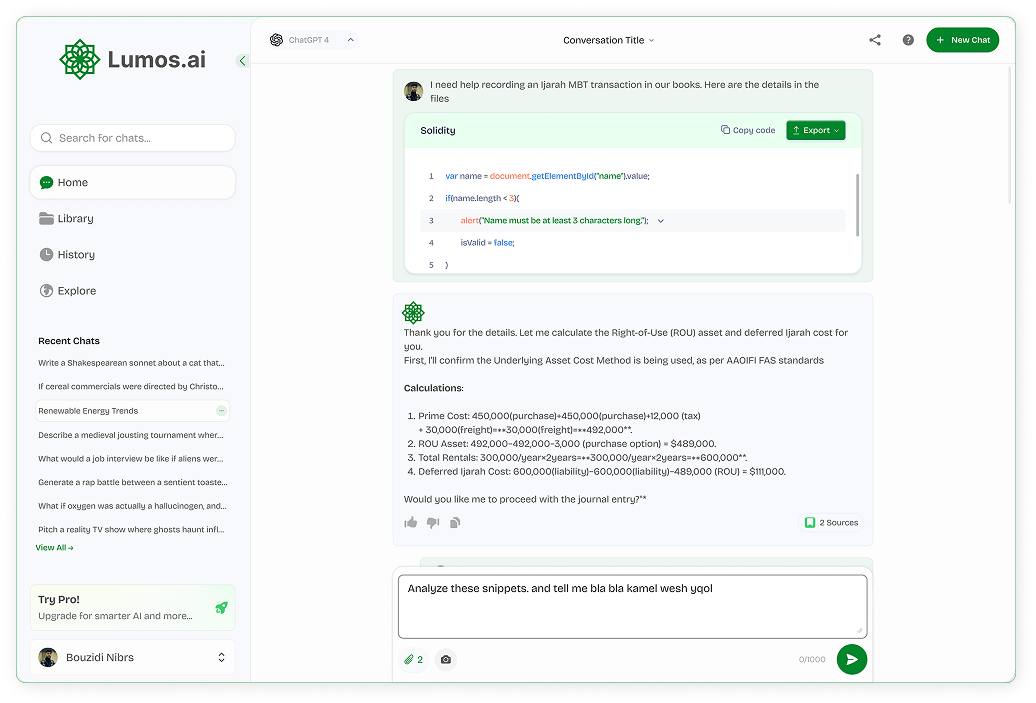 Lumos.ai
ChatGPT 4
Conversation Title
New Chat
Search for chats...
Home
Library
History
Explore
Recent Chats
Write a Shakespearean sonnet about a cat that...
If cereal commercials were directed by Christo...
Renewable Energy Trends
Describe a medieval jousting tournament wher...
What would a job interview be like if aliens wer...
Generate a rap battle between a sentient toaste...
What if oxygen was actually a hallucinogen, and...
Pitch a reality TV show where ghosts haunt infl...
View All →
Try Pro!
Upgrade for smarter AI and more...
Bouzidi Nibrs
I need help recording an Ijarah MBT transaction in our books. Here are the details in the
files
Solidity
Copy code
Export
1 var name = document.getElementById("name").value;
2 if(name.length < 3){
3 alert("Name must be at least 3 characters long.");
4 isValid = false;
5 }
Thank you for the details. Let me calculate the Right-of-Use (ROU) asset and deferred Ijarah cost for
you.
First, I'll confirm the Underlying Asset Cost Method is being used, as per AAOIFI FAS standards
Calculations:
1. Prime Cost: 450,000(purchase)+450,000(purchase)+12,000 (tax)
+ 30,000(freight)=**30,000(freight)=**492,000**.
2. ROU Asset: 492,000−492,000−3,000 (purchase option) = $489,000.
3. Total Rentals: 300,000/year×2years=**300,000/year×2years=**600,000**.
4. Deferred Ijarah Cost: 600,000(liability)−600,000(liability)−489,000 (ROU) = $111,000.
Would you like me to proceed with the journal entry?"*
2 Sources
Analyze these snippets. and tell me bla bla kamel wesh yqol
2
0/1000